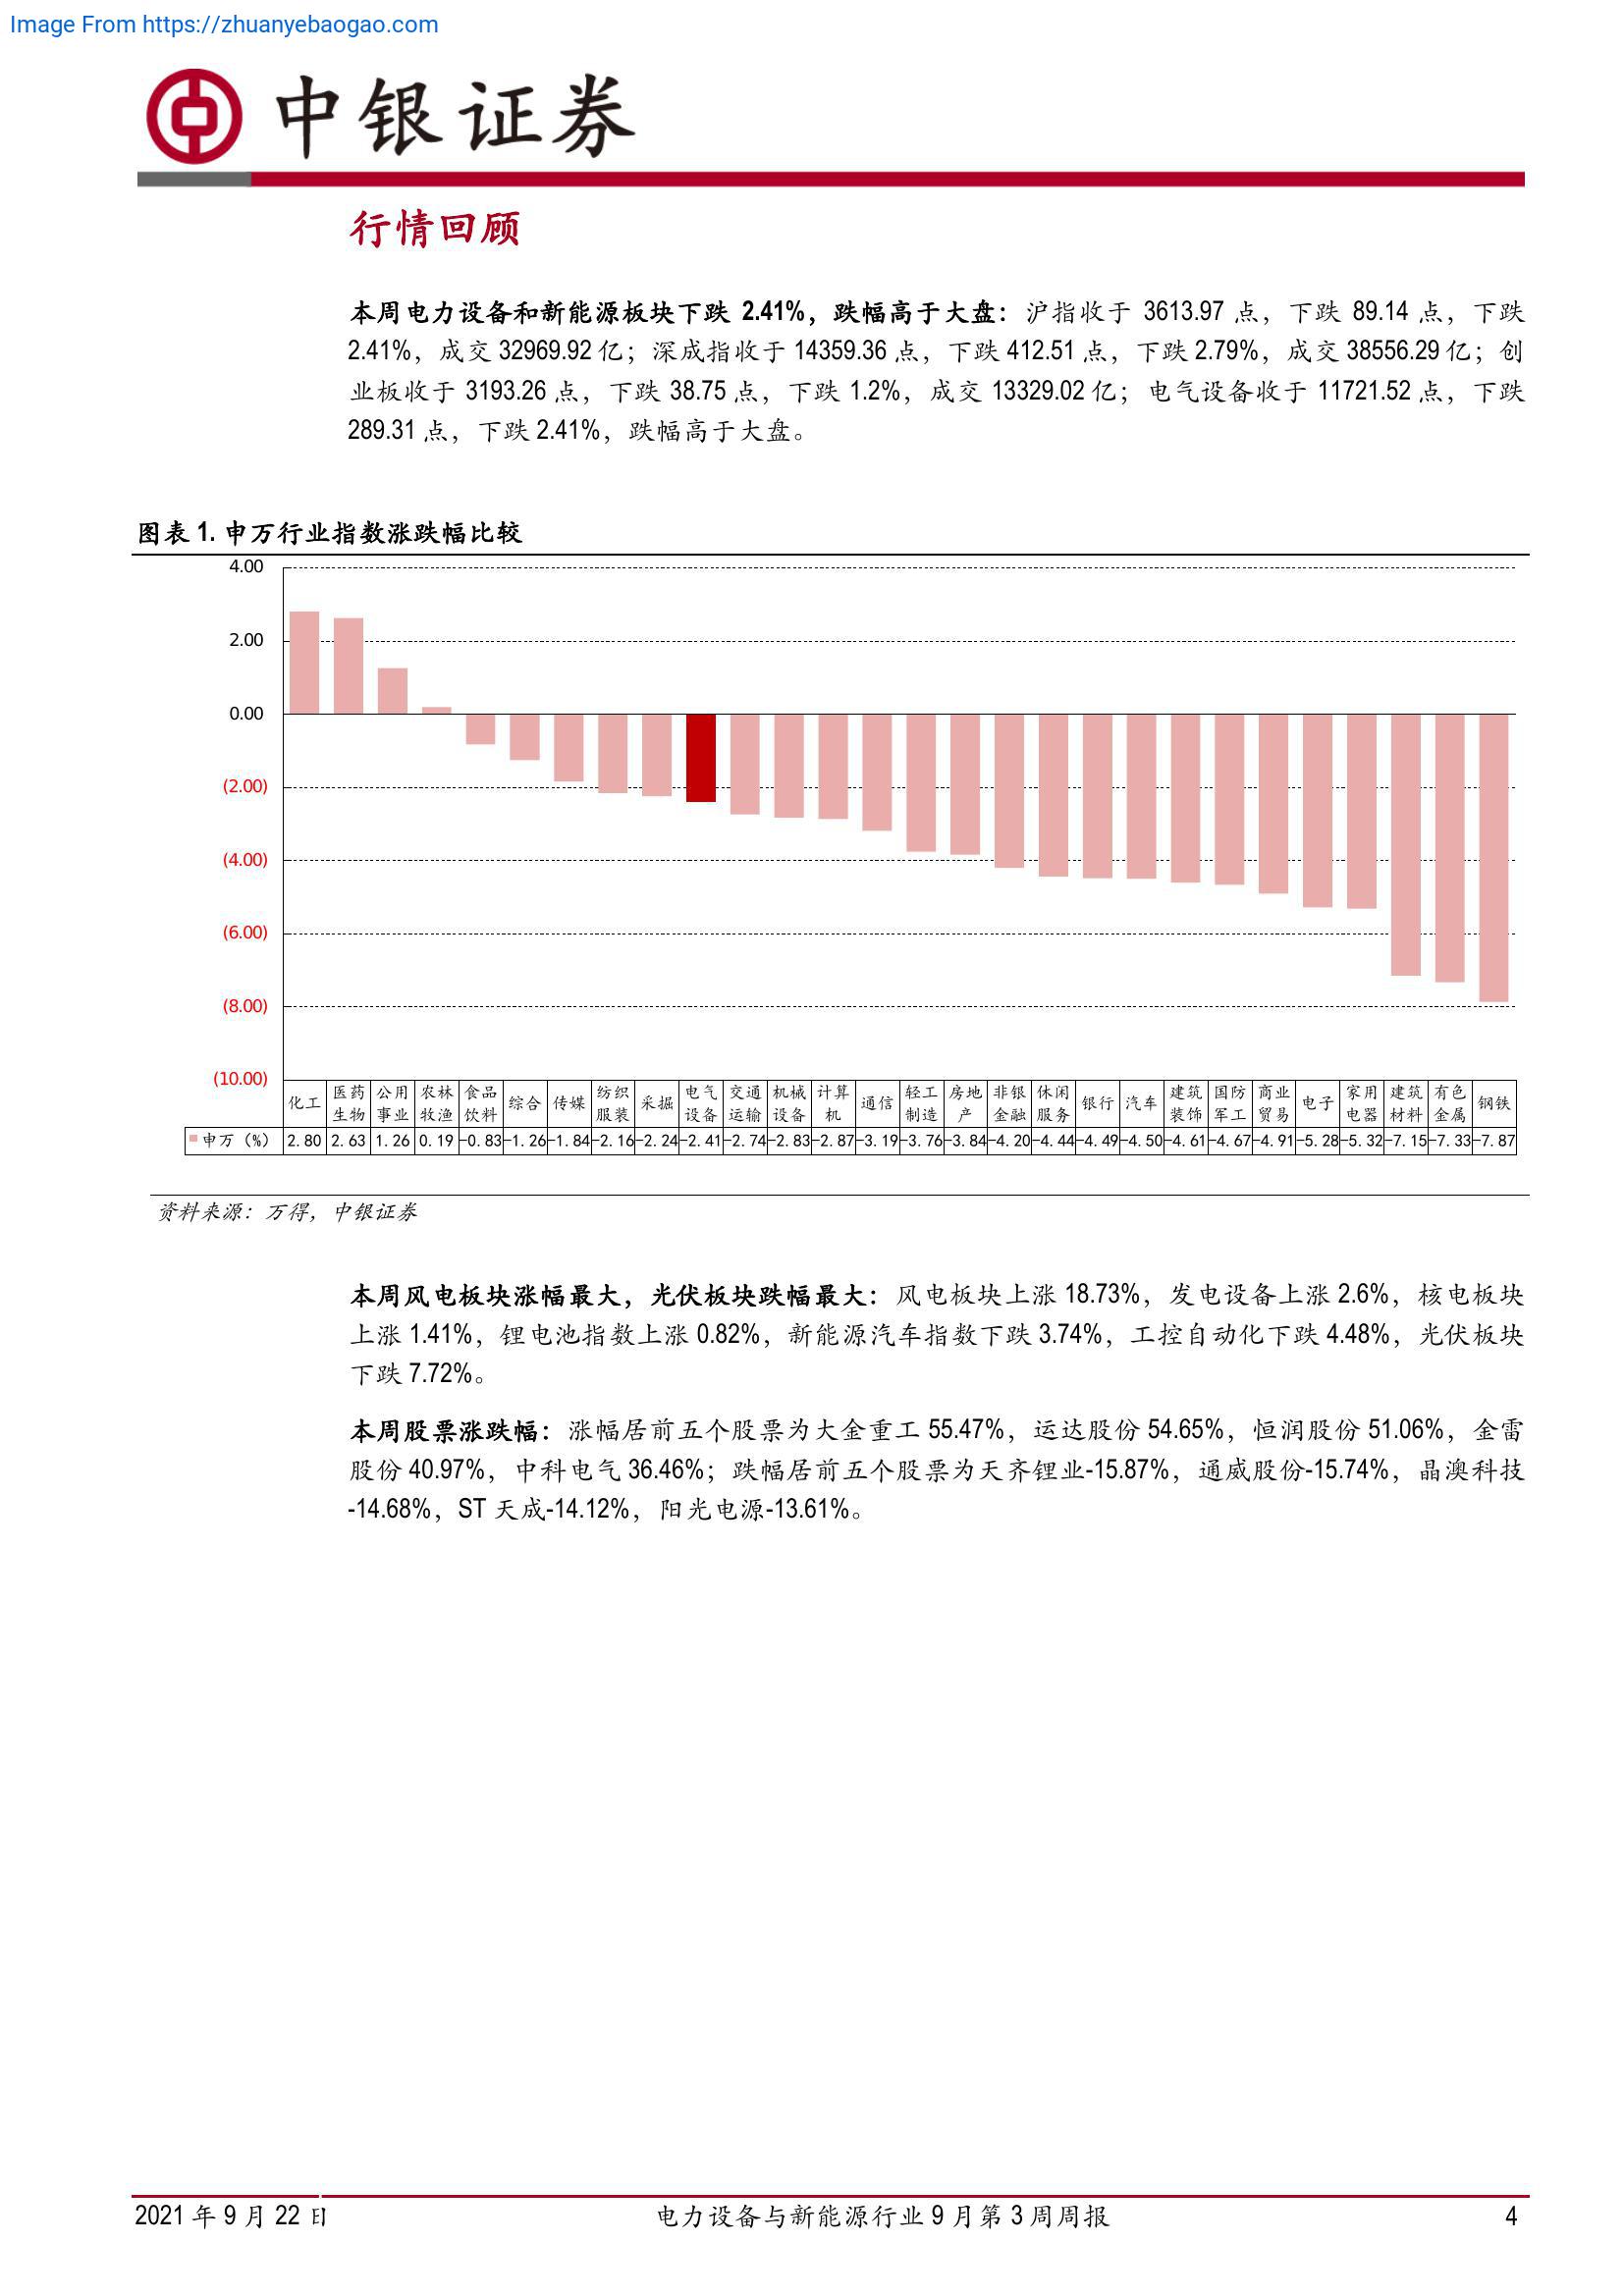 Image From https://zhuanyebaogao.com
中银证券
行情回顾
本周电力设备和新能源板块下跌 2.41%，跌幅高于大盘：沪指收于 3613.97 点，下跌 89.14 点，下跌
2.41%，成交 32969.92 亿；深成指收于 14359.36 点，下跌 412.51 点，下跌 2.79%，成交 38556.29 亿；创
业板收于 3193.26 点，下跌 38.75 点，下跌 1.2%，成交 13329.02 亿；电气设备收于 11721.52 点，下跌
289.31 点，下跌 2.41%，跌幅高于大盘。
图表 1. 申万行业指数涨跌幅比较
4.00
2.00
0.00
(2.00)
(4.00)
(6.00)
(8.00)
(10.00)
化工 医药生物 公用事业 农林牧渔 食品饮料 综合 传媒 纺织服装 采掘 电气设备 交通运输 机械设备 计算机 通信 轻工制造 房地产 非银金融 休闲服务 银行 汽车 建筑装饰 国防军工 商业贸易 电子 家用电器 建筑材料 有色金属 钢铁
申万（%） 2.80 2.63 1.26 0.19 -0.83 -1.26 -1.84 -2.16 -2.24 -2.41 -2.74 -2.83 -2.87 -3.19 -3.76 -3.84 -4.20 -4.44 -4.49 -4.50 -4.61 -4.67 -4.91 -5.28 -5.32 -7.15 -7.33 -7.87
资料来源：万得，中银证券
本周风电板块涨幅最大，光伏板块跌幅最大：风电板块上涨 18.73%，发电设备上涨 2.6%，核电板块
上涨 1.41%，锂电池指数上涨 0.82%，新能源汽车指数下跌 3.74%，工控自动化下跌 4.48%，光伏板块
下跌 7.72%。
本周股票涨跌幅：涨幅居前五个股票为大金重工 55.47%，运达股份 54.65%，恒润股份 51.06%，金雷
股份 40.97%，中科电气 36.46%；跌幅居前五个股票为天齐锂业-15.87%，通威股份-15.74%，晶澳科技
-14.68%，ST 天成-14.12%，阳光电源-13.61%。
2021 年 9 月 22 日 电力设备与新能源行业 9 月第 3 周周报 4